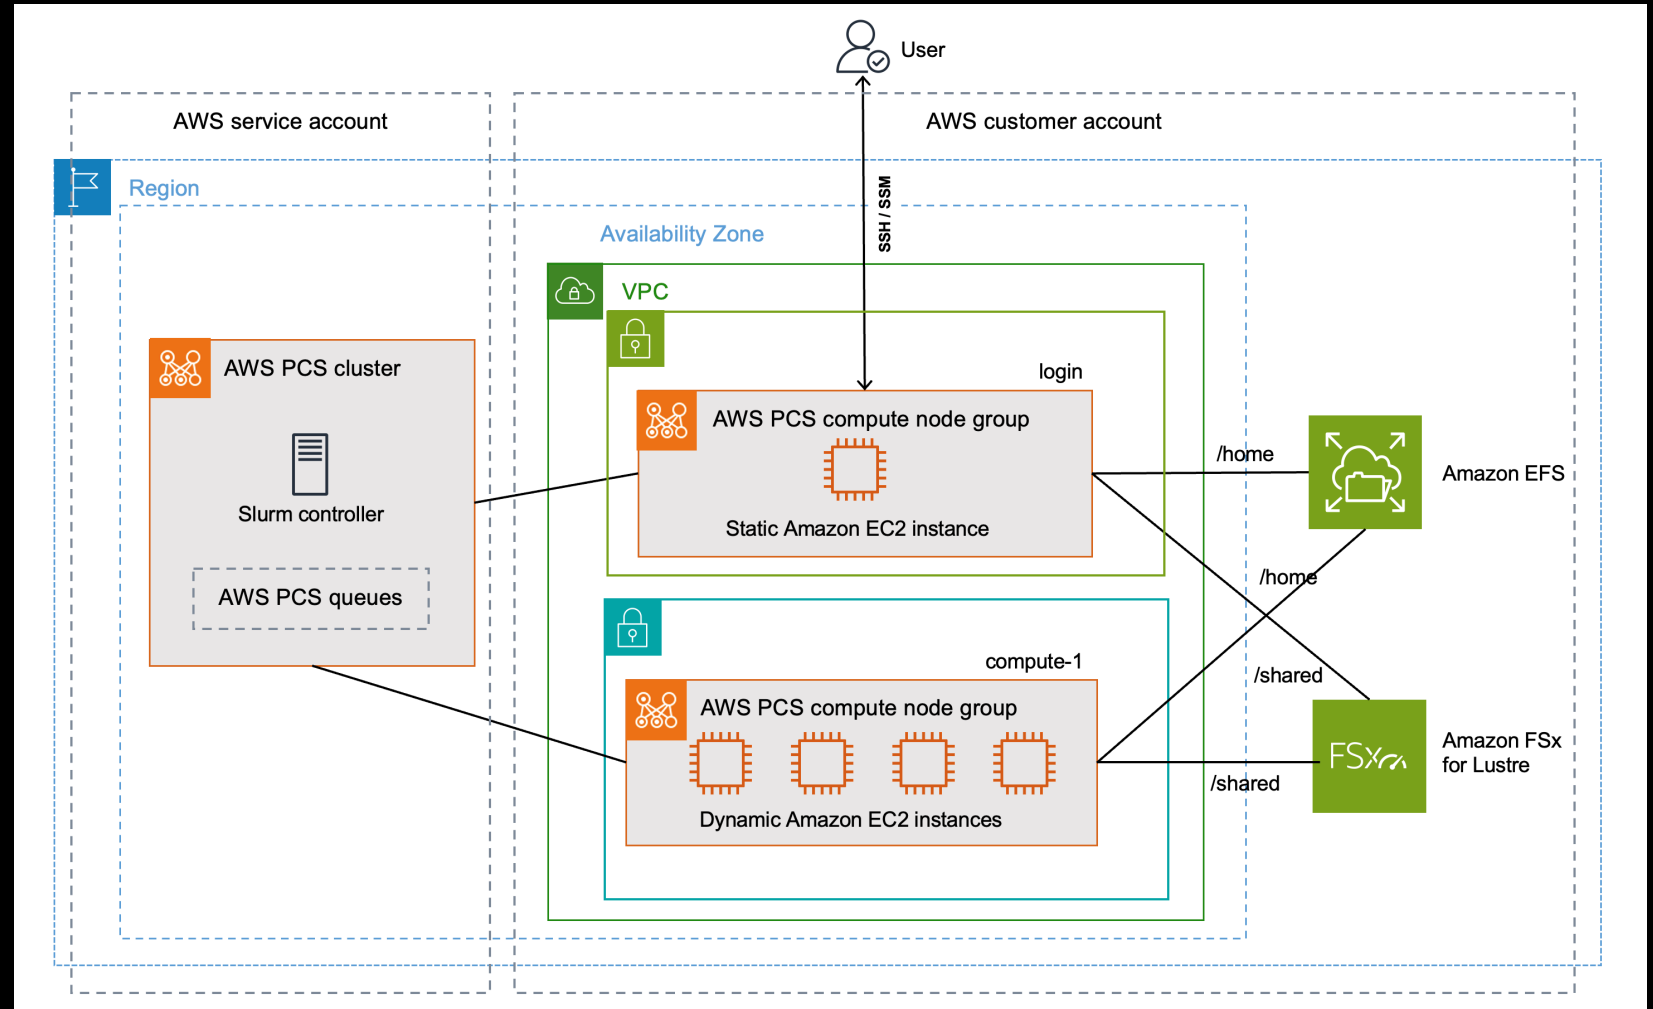 User
AWS service account
AWS customer account
Region
SSH / SSM
Availability Zone
VPC
AWS PCS cluster
Slurm controller
AWS PCS queues
login
AWS PCS compute node group
Static Amazon EC2 instance
/home
Amazon EFS
/home
compute-1
/shared
AWS PCS compute node group
Dynamic Amazon EC2 instances
/shared
FSx
Amazon FSx
for Lustre